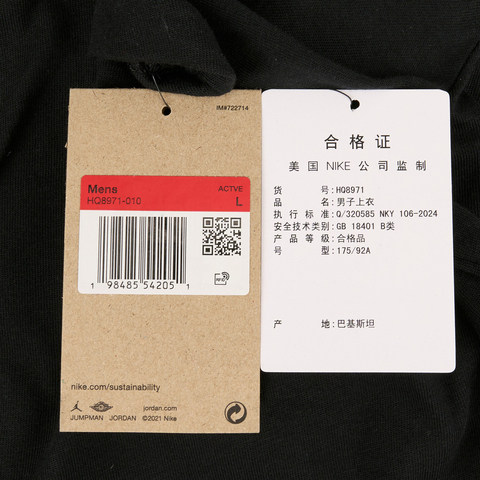 IM#722714
Mens
ACTVE
HQ8971-010
L
RFID
1 98485 54205 1
nike.com/sustainability
jordan.com
JUMPMAN JORDAN ©2021 Nike
合格证
美国 NIKE 公司监制
货 号:HQ8971
品 名:男子上衣
执行标准:Q/320585 NKY 106-2024
安全技术类别:GB 18401 B类
产品等级:合格品
号 型:175/92A
产 地:巴基斯坦